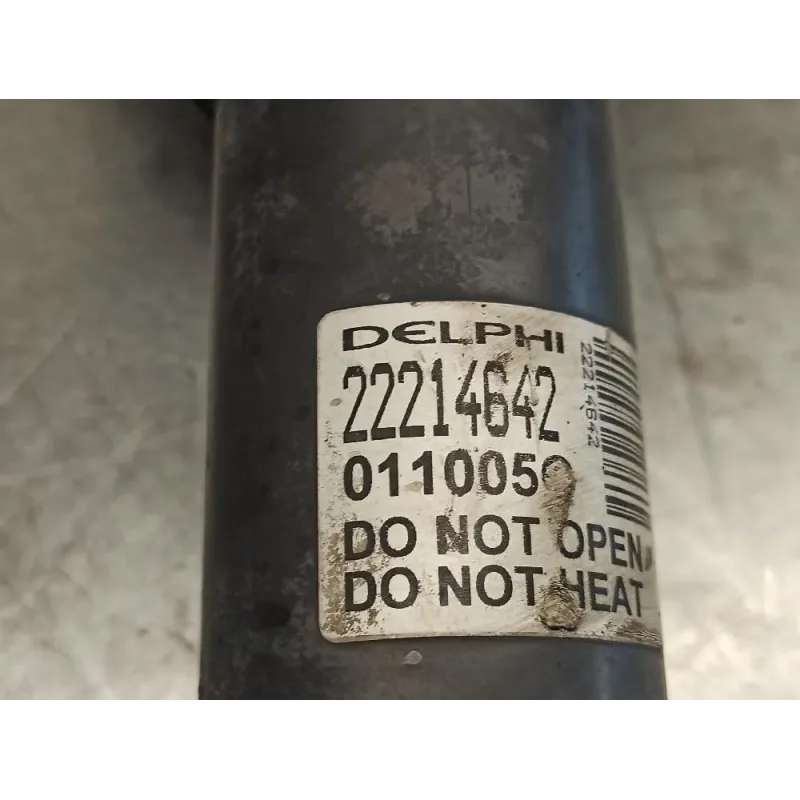 DELPHI
22214642
22214642
DO NOT OPEN
DO NOT HEAT